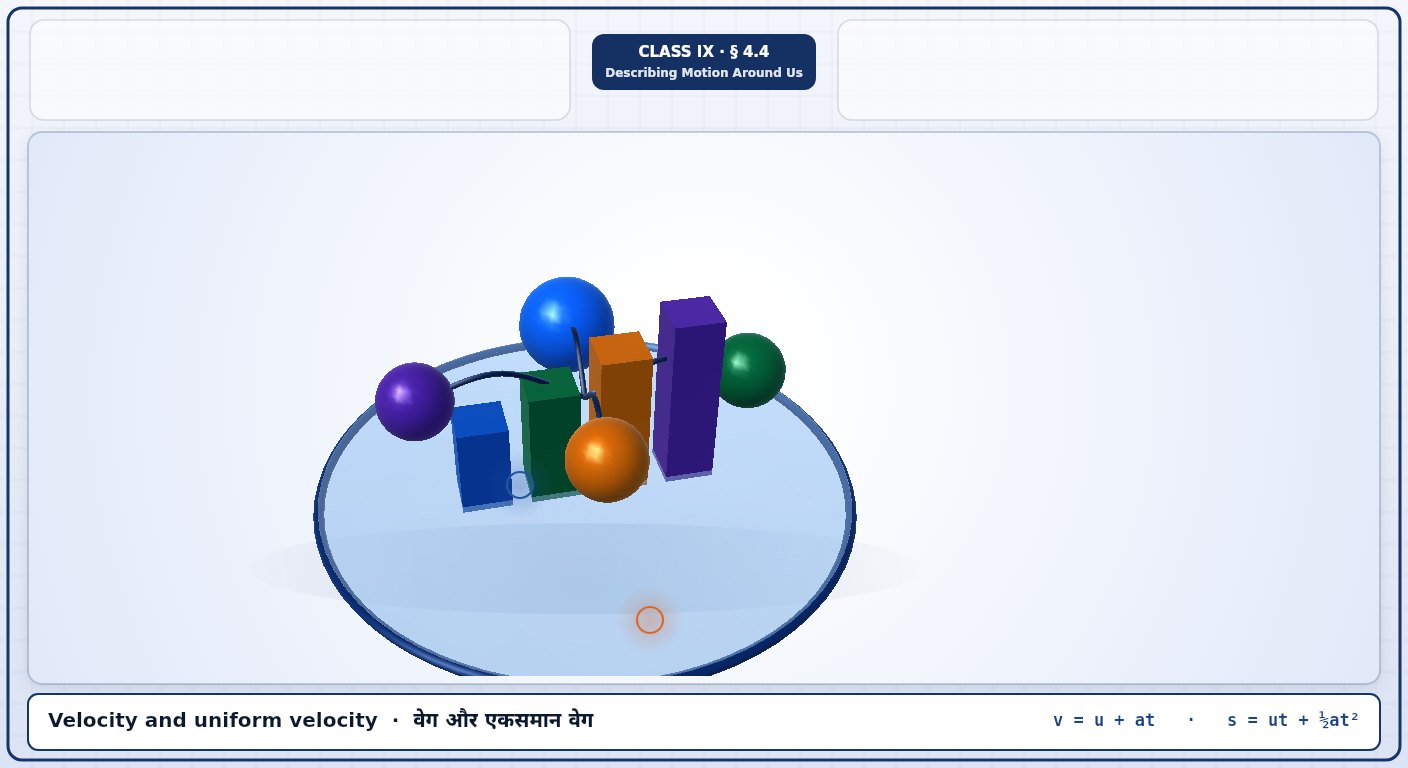 CLASS IX · § 4.4
Describing Motion Around Us
Velocity and uniform velocity · वेग और एकसमान वेग
v = u + at · s = ut + ½at²